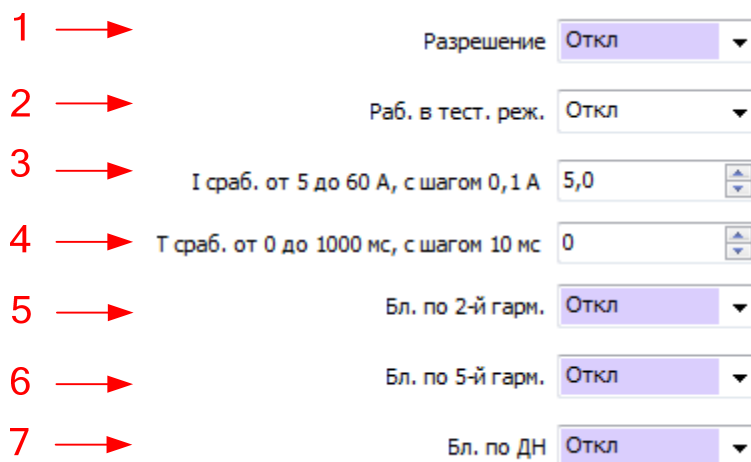 1 Разрешение Откл
2 Раб. в тест. реж. Откл
3 I сраб. от 5 до 60 А, с шагом 0,1 А 5,0
4 Т сраб. от 0 до 1000 мс, с шагом 10 мс 0
5 Бл. по 2-й гарм. Откл
6 Бл. по 5-й гарм. Откл
7 Бл. по ДН Откл